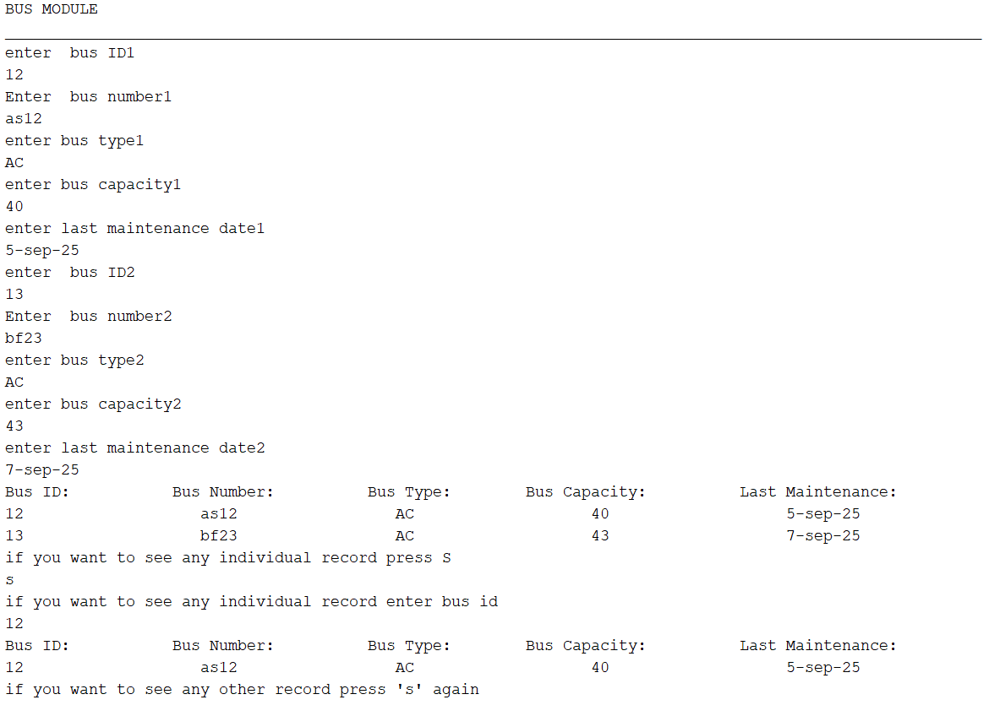 BUS MODULE
enter  bus ID1
12
Enter  bus number1
as12
enter bus type1
AC
enter bus capacity1
40
enter last maintenance date1
5-sep-25
enter  bus ID2
13
Enter  bus number2
bf23
enter bus type2
AC
enter bus capacity2
43
enter last maintenance date2
7-sep-25
Bus ID:           Bus Number:          Bus Type:        Bus Capacity:          Last Maintenance:
12                   as12                 AC                   40                   5-sep-25
13                   bf23                 AC                   43                   7-sep-25
if you want to see any individual record press S
s
if you want to see any individual record enter bus id
12
Bus ID:           Bus Number:          Bus Type:        Bus Capacity:          Last Maintenance:
12                   as12                 AC                   40                   5-sep-25
if you want to see any other record press 's' again